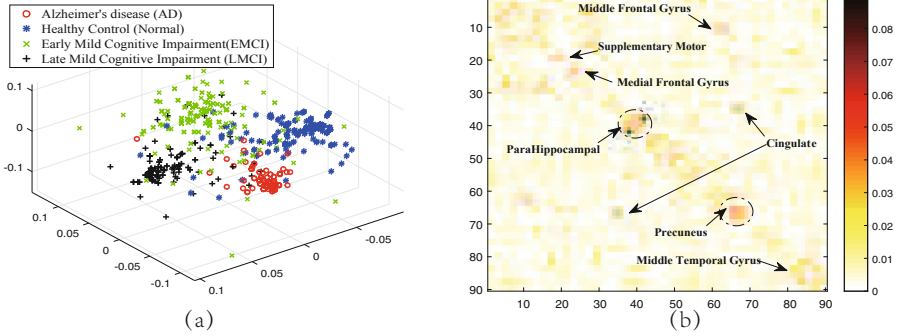 Alzheimer's disease (AD)
Healthy Control (Normal)
Early Mild Cognitive Impairment(EMCI)
Late Mild Cognitive Impairment (LMCI)
0.1
0
-0.1
0.1
0.05
0
-0.05
-0.1
0.1
0.05
0
-0.05
(a)
10
20
30
40
50
60
70
80
90
Middle Frontal Gyrus
Supplementary Motor
Medial Frontal Gyrus
ParaHippocampal
Cingulate
Precuneus
Middle Temporal Gyrus
10 20 30 40 50 60 70 80 90
(b)
0.08
0.07
0.06
0.05
0.04
0.03
0.02
0.01
0